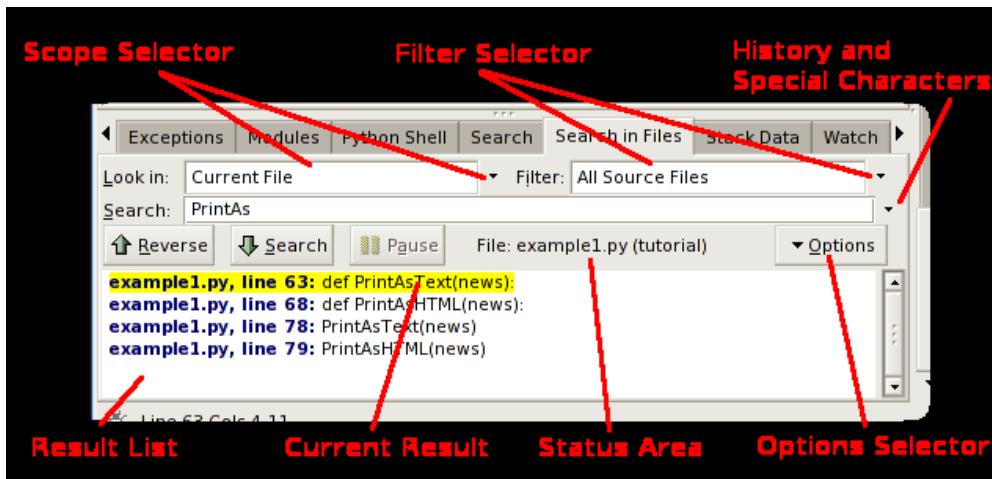 Scope Selector Filter Selector History and
Special Characters
Exceptions Modules Python Shell Search Search in Files Stack Data Watch
Look in: Current File Filter: All Source Files
Search: PrintAs
Reverse Search Pause File: example1.py (tutorial) Options
example1.py, line 63: def PrintAsText(news):
example1.py, line 68: def PrintAsHTML(news):
example1.py, line 78: PrintAsText(news)
example1.py, line 79: PrintAsHTML(news)
Line 63 Cols 4-11
Result List Current Result Status Area Options Selector